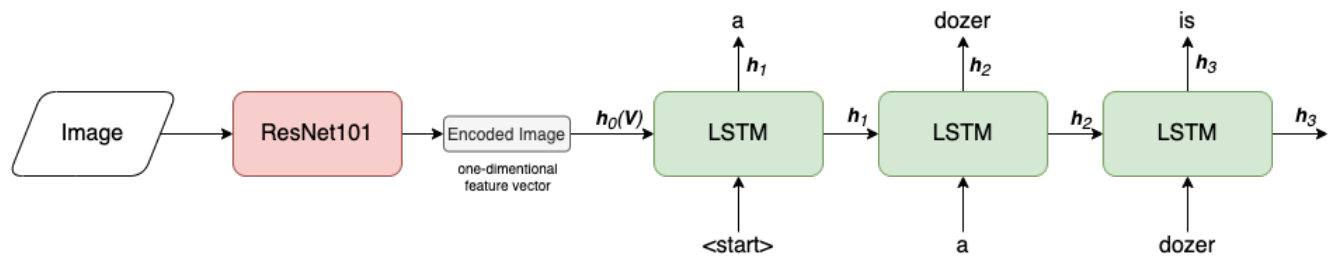 a
dozer
is
h1
h2
h3
Image
ResNet101
Encoded Image
h0(V)
LSTM
h1
LSTM
h2
LSTM
h3
one-dimentional
feature vector
<start>
a
dozer